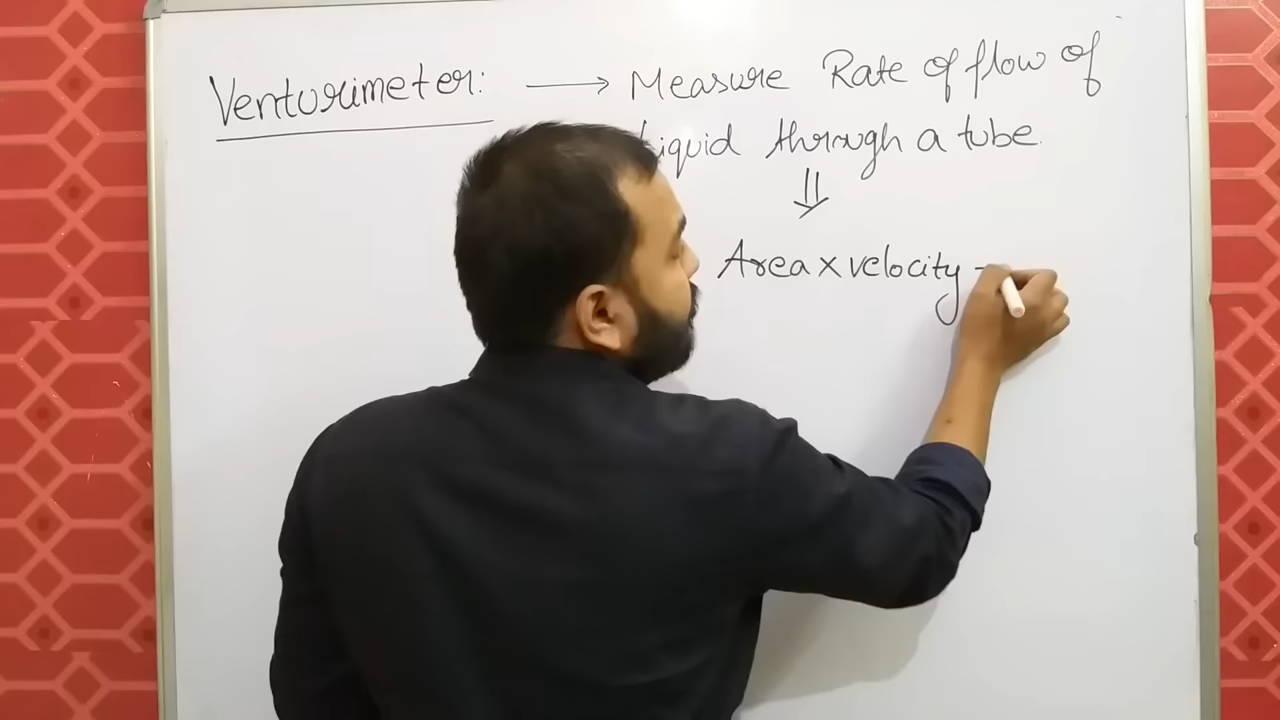 Venturimeter: → Measure Rate of flow of
liquid through a tube.
⇓
Area x velocity -